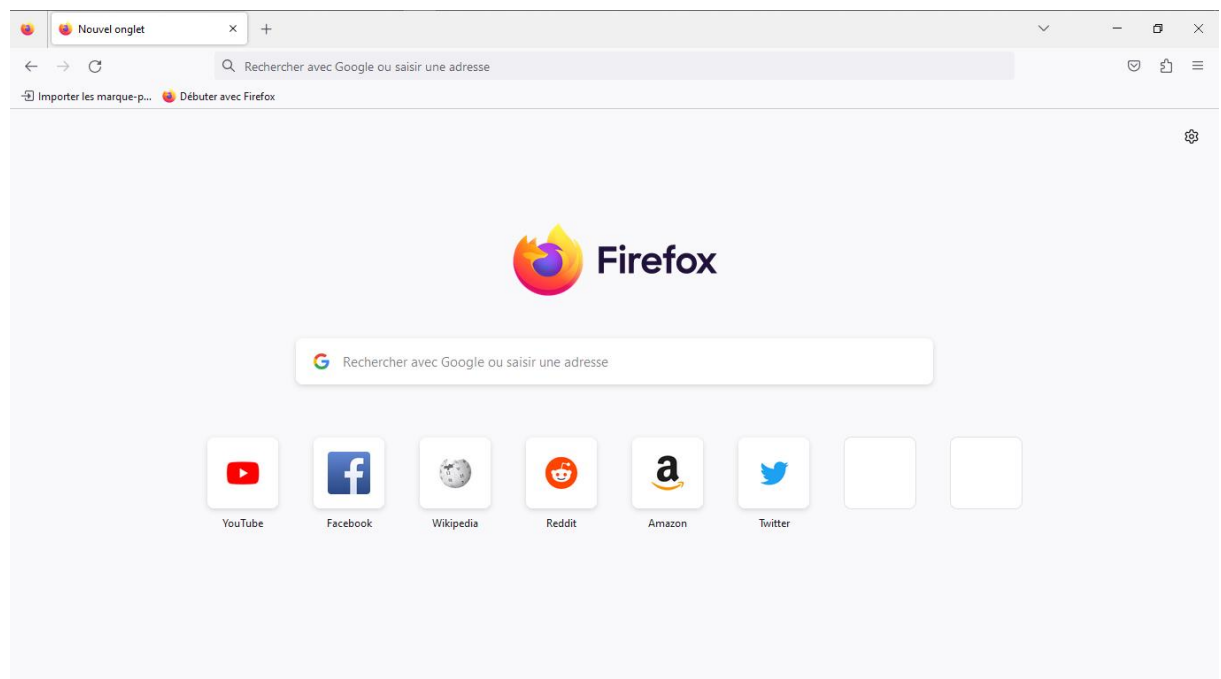 Nouvel onglet
Rechercher avec Google ou saisir une adresse
Importer les marque-p... Débuter avec Firefox
Firefox
Rechercher avec Google ou saisir une adresse
YouTube Facebook Wikipedia Reddit Amazon Twitter